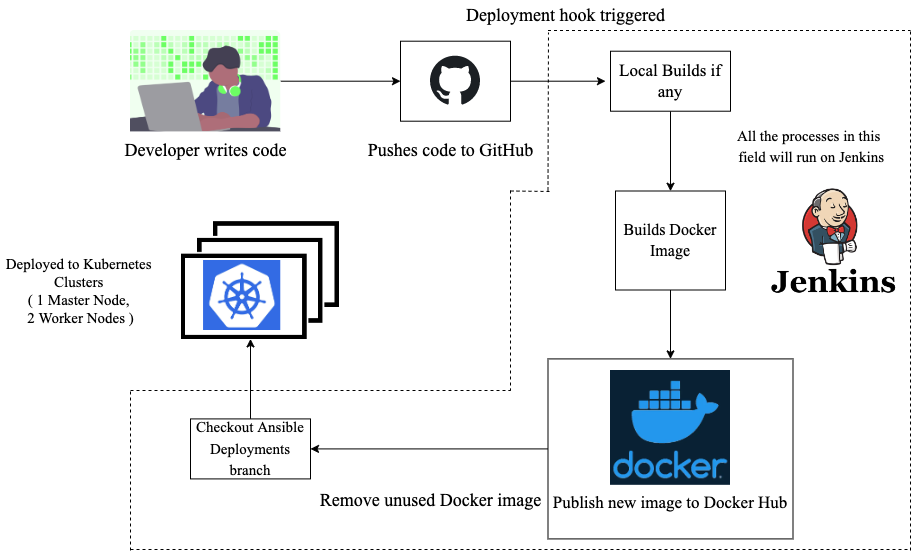 Deployment hook triggered
Developer writes code
Pushes code to GitHub
Local Builds if
any
All the processes in this
field will run on Jenkins
Jenkins
Builds Docker
Image
docker
Publish new image to Docker Hub
Remove unused Docker image
Checkout Ansible
Deployments
branch
Deployed to Kubernetes
Clusters
( 1 Master Node,
2 Worker Nodes )